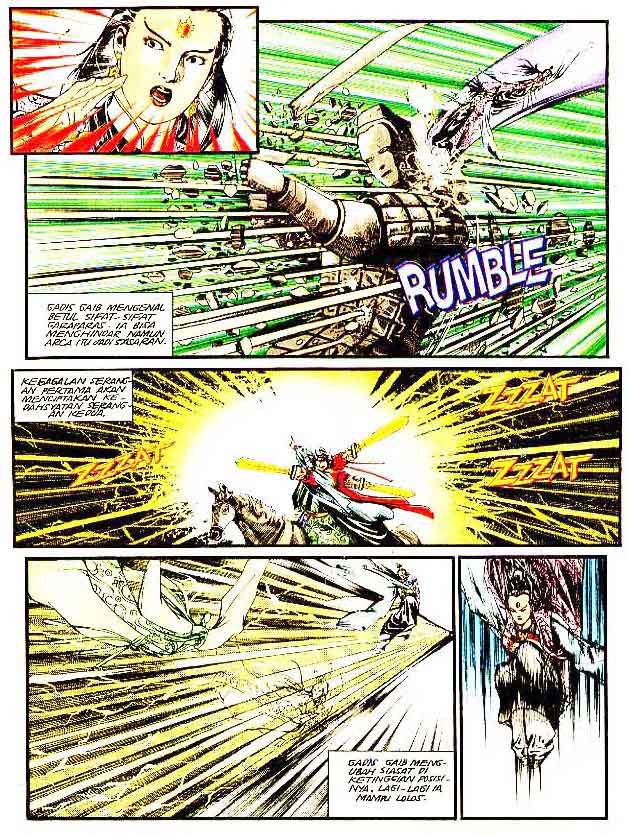 RUMBLE
GADIS GAIB MENGENAL
BETUL SIFAT-SIFAT
GARAPARAS. IA BISA
MENGHINDAR NAMUN
ARCA ITU JADI SASARAN.
KEGAGALAN SERANG-
AN PERTAMA AKAN
MENCIPTAKAN KE-
DAHSYATAN SERANG-
AN KEDUA.
ZZZAT
ZZZAT
ZZZAT
GADIS GAIB MENG-
UBAH SIASAT DI
KETINGGIAN POSISI-
NYA. LAGI-LAGI IA
MAMPU LOLOS.